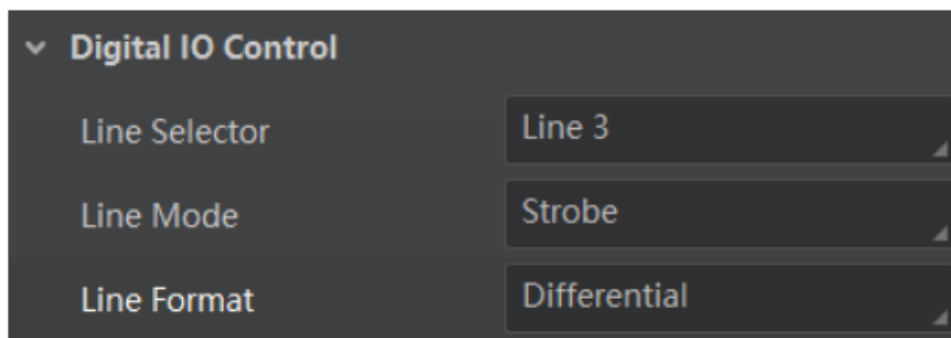 Digital IO Control
Line Selector Line 3
Line Mode Strobe
Line Format Differential